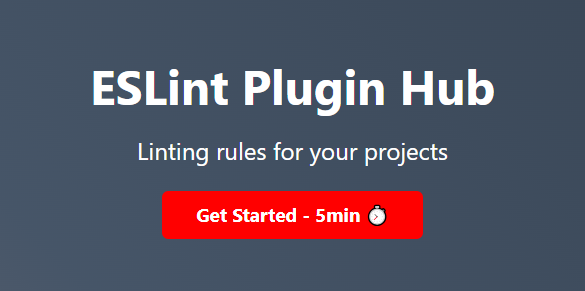 ESLint Plugin Hub
Linting rules for your projects
Get Started - 5min ⏱️